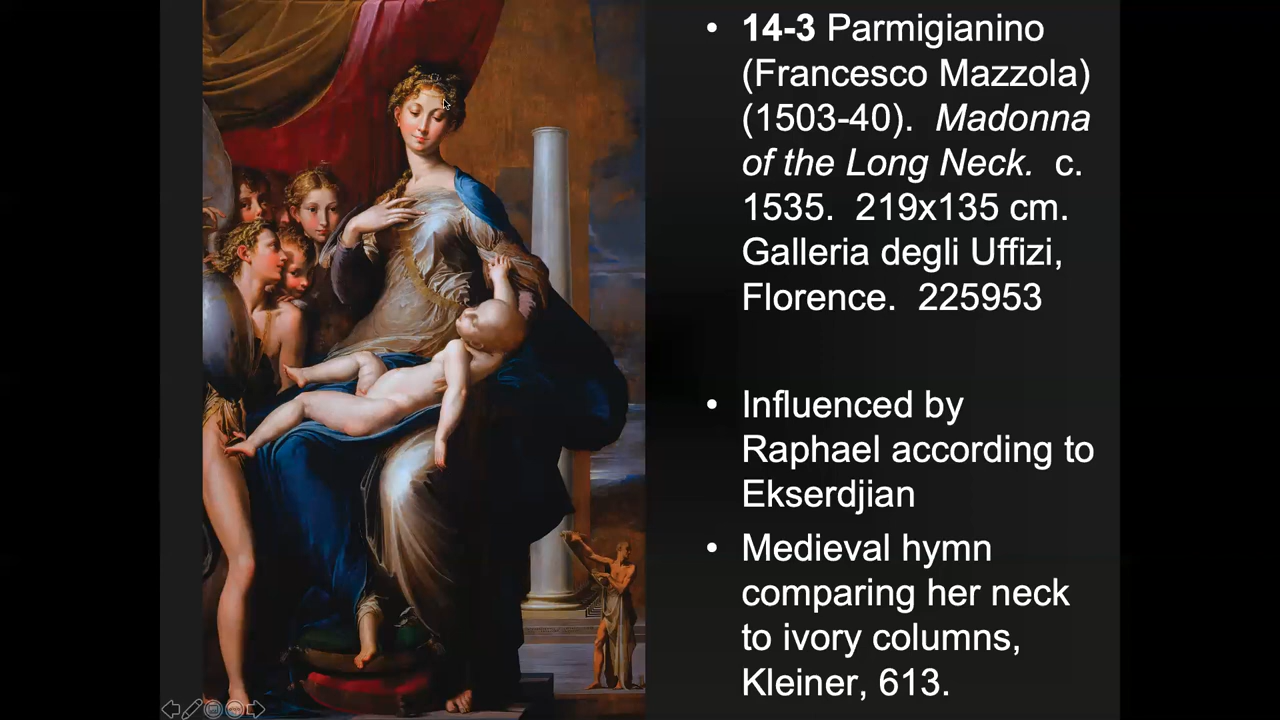 • 14-3 Parmigianino
(Francesco Mazzola)
(1503-40). Madonna
of the Long Neck. c.
1535. 219x135 cm.
Galleria degli Uffizi,
Florence. 225953
• Influenced by
Raphael according to
Ekserdjian
• Medieval hymn
comparing her neck
to ivory columns,
Kleiner, 613.